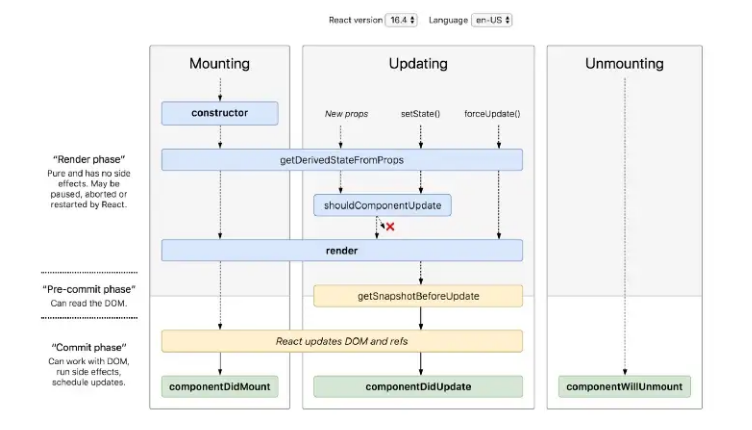 React version 16.4 Language en-US
Mounting
Updating
Unmounting
constructor
New props
setState()
forceUpdate()
"Render phase"
Pure and has no side
effects. May be
paused, aborted or
restarted by React.
getDerivedStateFromProps
shouldComponentUpdate
render
"Pre-commit phase"
Can read the DOM.
getSnapshotBeforeUpdate
"Commit phase"
Can work with DOM,
run side effects,
schedule updates.
React updates DOM and refs
componentDidMount
componentDidUpdate
componentWillUnmount